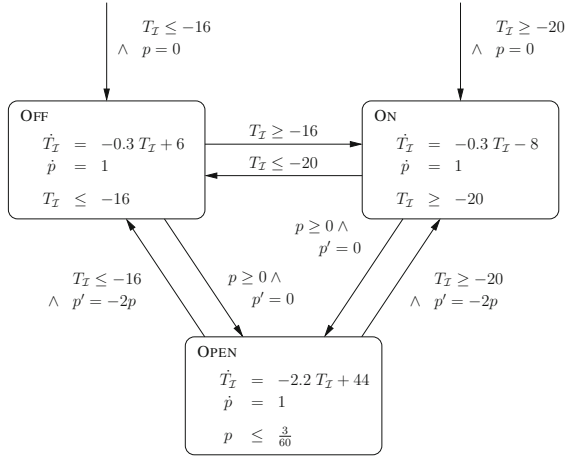 T_I ≤ −16
∧ p = 0
T_I ≥ −20
∧ p = 0
OFF
Ṫ_I = −0.3 T_I + 6
ṗ = 1
T_I ≤ −16
T_I ≥ −16
T_I ≤ −20
ON
Ṫ_I = −0.3 T_I − 8
ṗ = 1
T_I ≥ −20
T_I ≤ −16
∧ p′ = −2p
p ≥ 0 ∧
p′ = 0
p ≥ 0 ∧
p′ = 0
T_I ≥ −20
∧ p′ = −2p
OPEN
Ṫ_I = −2.2 T_I + 44
ṗ = 1
p ≤ 3/60